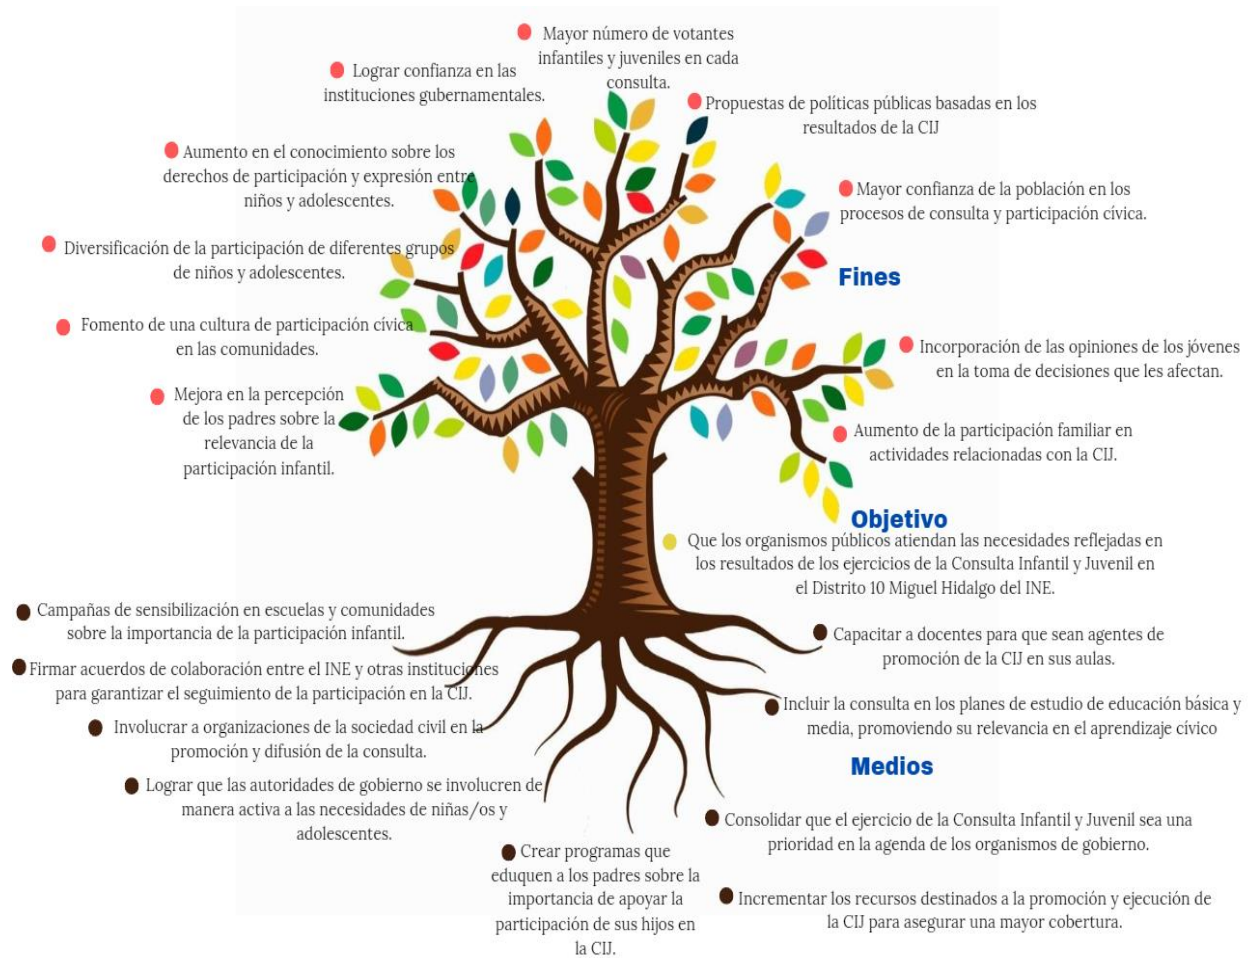 Mayor número de votantes
infantiles y juveniles en cada
consulta.
Lograr confianza en las
instituciones gubernamentales.
Propuestas de políticas públicas basadas en los
resultados de la CIJ
Aumento en el conocimiento sobre los
derechos de participación y expresión entre
niños y adolescentes.
Mayor confianza de la población en los
procesos de consulta y participación cívica.
Diversificación de la participación de diferentes grupos
de niños y adolescentes.
Fines
Fomento de una cultura de participación cívica
en las comunidades.
Incorporación de las opiniones de los jóvenes
en la toma de decisiones que les afectan.
Mejora en la percepción
de los padres sobre la
relevancia de la
participación infantil.
Aumento de la participación familiar en
actividades relacionadas con la CIJ.
Objetivo
Que los organismos públicos atiendan las necesidades reflejadas en
los resultados de los ejercicios de la Consulta Infantil y Juvenil en
el Distrito 10 Miguel Hidalgo del INE.
Campañas de sensibilización en escuelas y comunidades
sobre la importancia de la participación infantil.
Capacitar a docentes para que sean agentes de
promoción de la CIJ en sus aulas.
Firmar acuerdos de colaboración entre el INE y otras instituciones
para garantizar el seguimiento de la participación en la CIJ.
Incluir la consulta en los planes de estudio de educación básica y
media, promoviendo su relevancia en el aprendizaje cívico
Involucrar a organizaciones de la sociedad civil en la
promoción y difusión de la consulta.
Medios
Lograr que las autoridades de gobierno se involucren de
manera activa a las necesidades de niñas/os y
adolescentes.
Consolidar que el ejercicio de la Consulta Infantil y Juvenil sea una
prioridad en la agenda de los organismos de gobierno.
Crear programas que
eduquen a los padres sobre la
importancia de apoyar la
participación de sus hijos en
la CIJ.
Incrementar los recursos destinados a la promoción y ejecución de
la CIJ para asegurar una mayor cobertura.